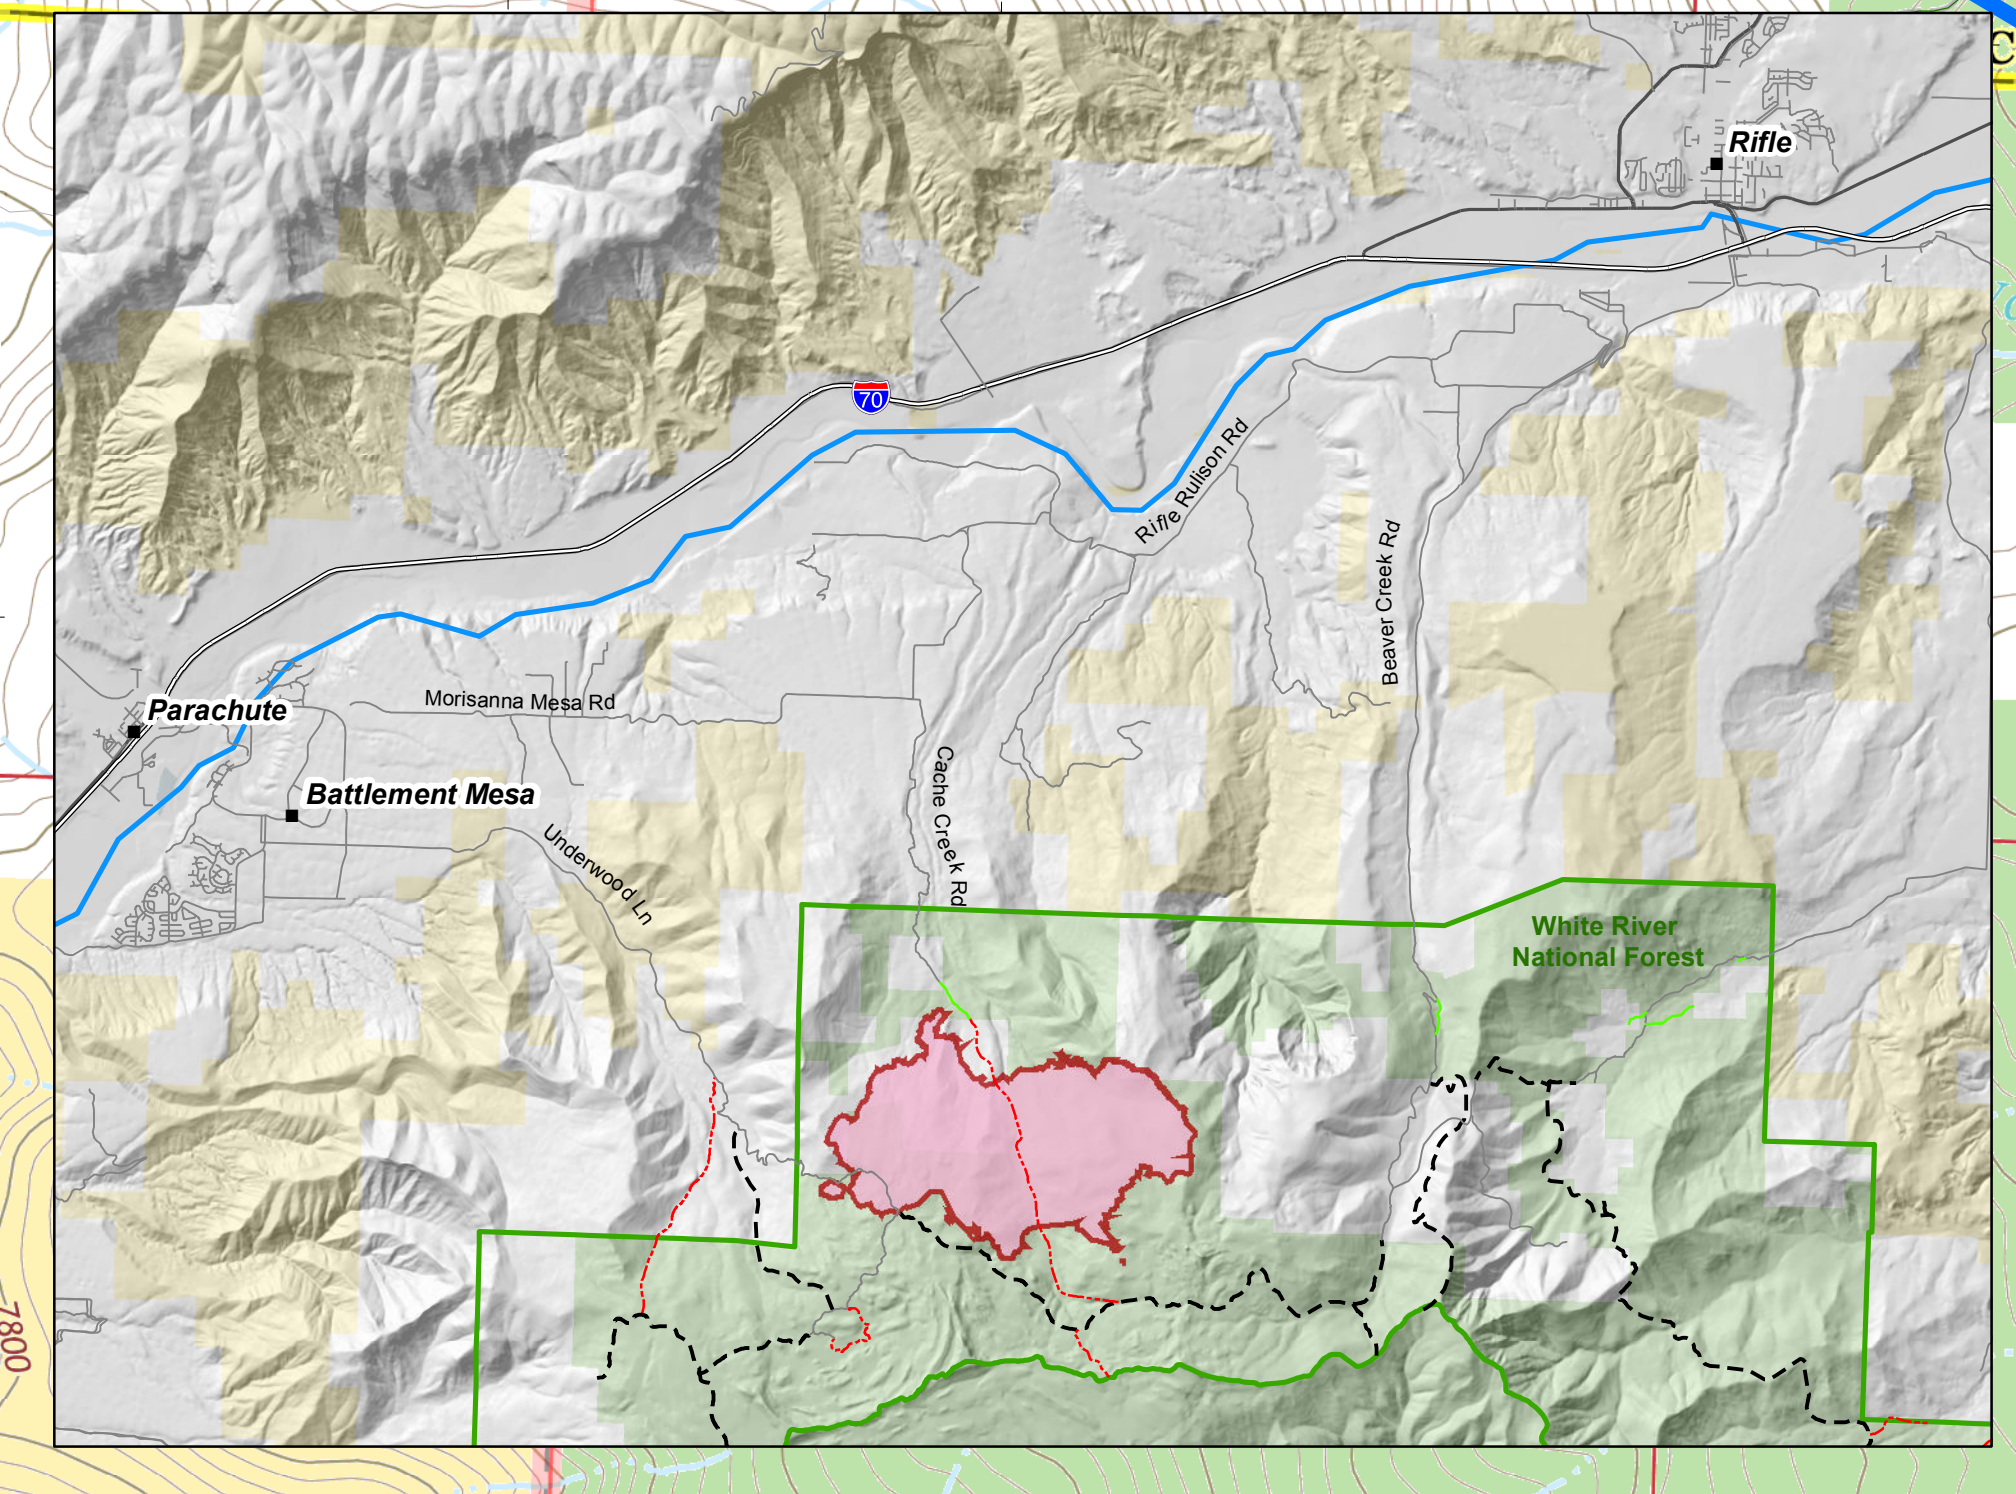 C
Rifle
70
Rifle Rulison Rd
Beaver Creek Rd
Morisanna Mesa Rd
Parachute
Cache Creek Rd
Battlement Mesa
Underwood Ln
White River
National Forest
7800